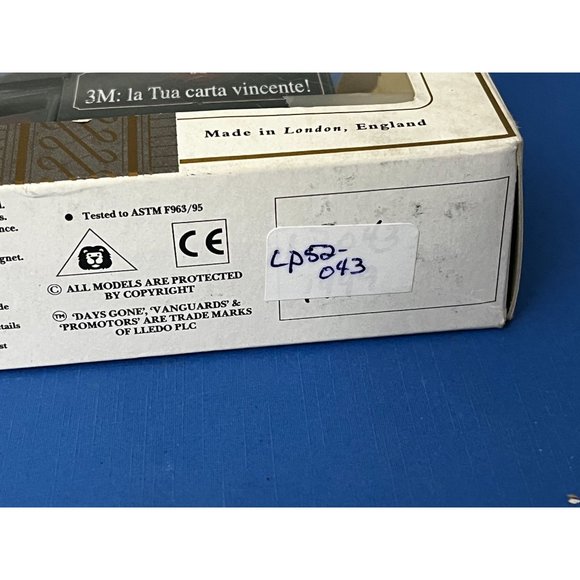 3M: la Tua carta vincente!
Made in London, England
• Tested to ASTM F963/95
CE
LP52-
043
© ALL MODELS ARE PROTECTED
BY COPYRIGHT
TM 'DAYS GONE', 'VANGUARDS' &
'PROMOTORS' ARE TRADE MARKS
OF LLEDO PLC